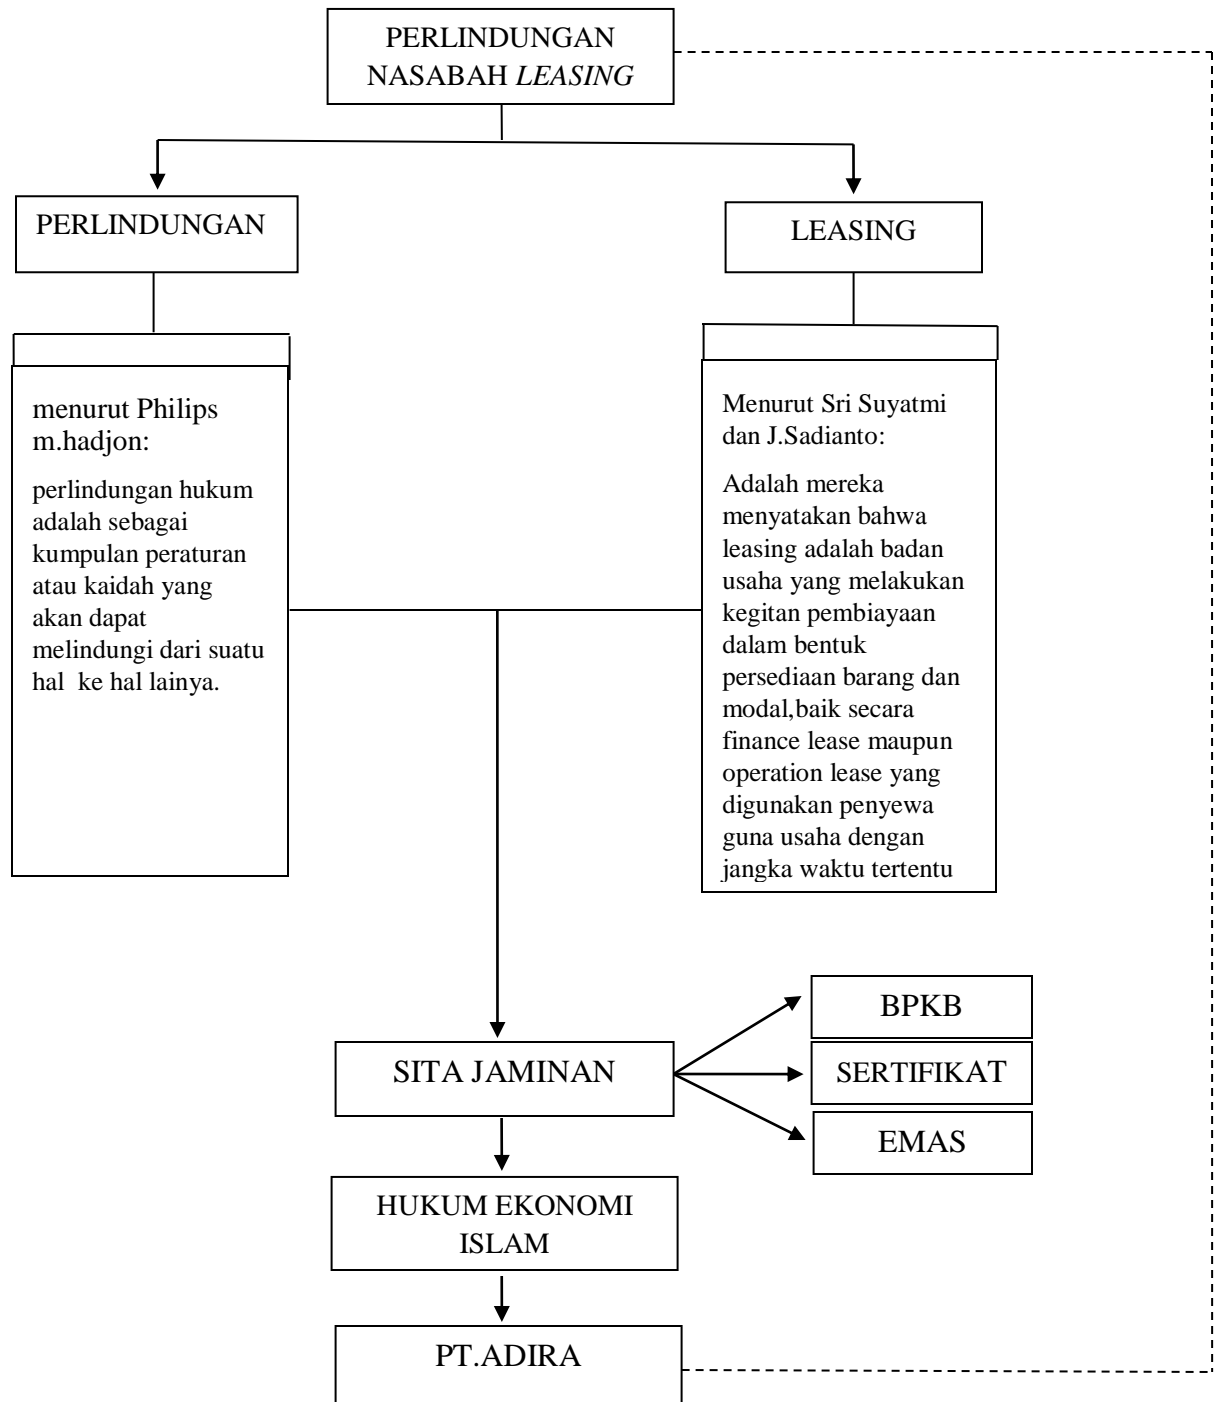 PERLINDUNGAN
NASABAH LEASING
PERLINDUNGAN
LEASING
menurut Philips
m.hadjon:
perlindungan hukum
adalah sebagai
kumpulan peraturan
atau kaidah yang
akan dapat
melindungi dari suatu
hal ke hal lainya.
Menurut Sri Suyatmi
dan J.Sadianto:
Adalah mereka
menyatakan bahwa
leasing adalah badan
usaha yang melakukan
kegitan pembiayaan
dalam bentuk
persediaan barang dan
modal,baik secara
finance lease maupun
operation lease yang
digunakan penyewa
guna usaha dengan
jangka waktu tertentu
SITA JAMINAN
BPKB
SERTIFIKAT
EMAS
HUKUM EKONOMI
ISLAM
PT.ADIRA